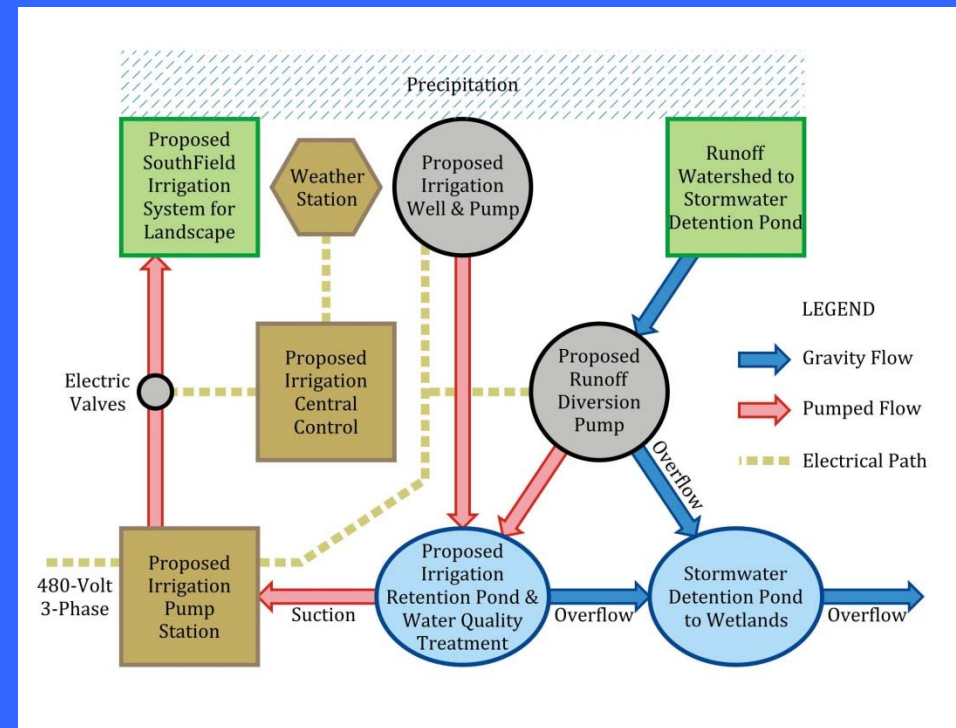 Precipitation
Proposed
SouthField
Irrigation
System for
Landscape
Weather
Station
Proposed
Irrigation
Well & Pump
Runoff
Watershed to
Stormwater
Detention Pond
Electric
Valves
Proposed
Irrigation
Central
Control
Proposed
Runoff
Diversion
Pump
LEGEND
Gravity Flow
Pumped Flow
Electrical Path
Overflow
480-Volt
3-Phase
Proposed
Irrigation
Pump
Station
Suction
Proposed
Irrigation
Retention Pond &
Water Quality
Treatment
Overflow
Stormwater
Detention Pond
to Wetlands
Overflow